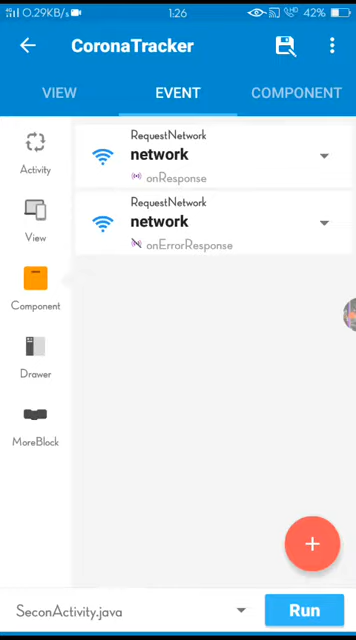 0.29KB/s
1:26
42%
CoronaTracker
VIEW
EVENT
COMPONENT
Activity
View
Component
Drawer
MoreBlock
RequestNetwork
network
onResponse
RequestNetwork
network
onErrorResponse
+
SeconActivity.java
Run